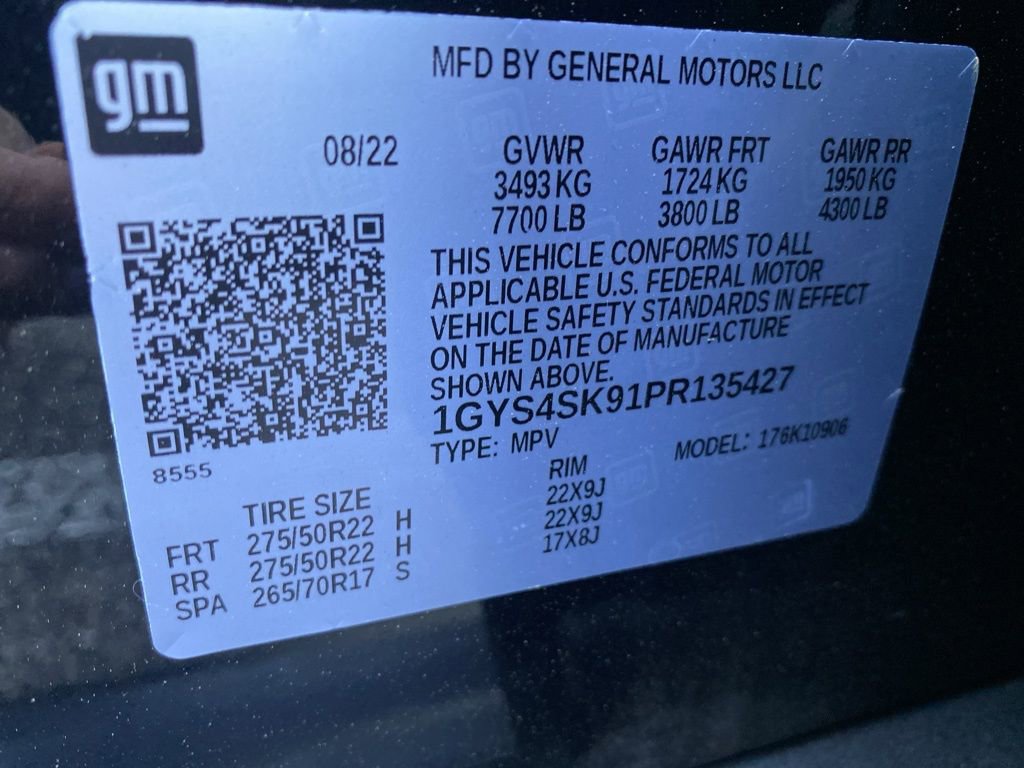 gm
MFD BY GENERAL MOTORS LLC
08/22 GVWR GAWR FRT GAWR RR
3493 KG 1724 KG 1950 KG
7700 LB 3800 LB 4300 LB
THIS VEHICLE CONFORMS TO ALL
APPLICABLE U.S. FEDERAL MOTOR
VEHICLE SAFETY STANDARDS IN EFFECT
ON THE DATE OF MANUFACTURE
SHOWN ABOVE.
1GYS4SK91PR135427
TYPE: MPV MODEL: 176K10906
8555
TIRE SIZE RIM
FRT 275/50R22 H 22X9J
RR 275/50R22 H 22X9J
SPA 265/70R17 S 17X8J